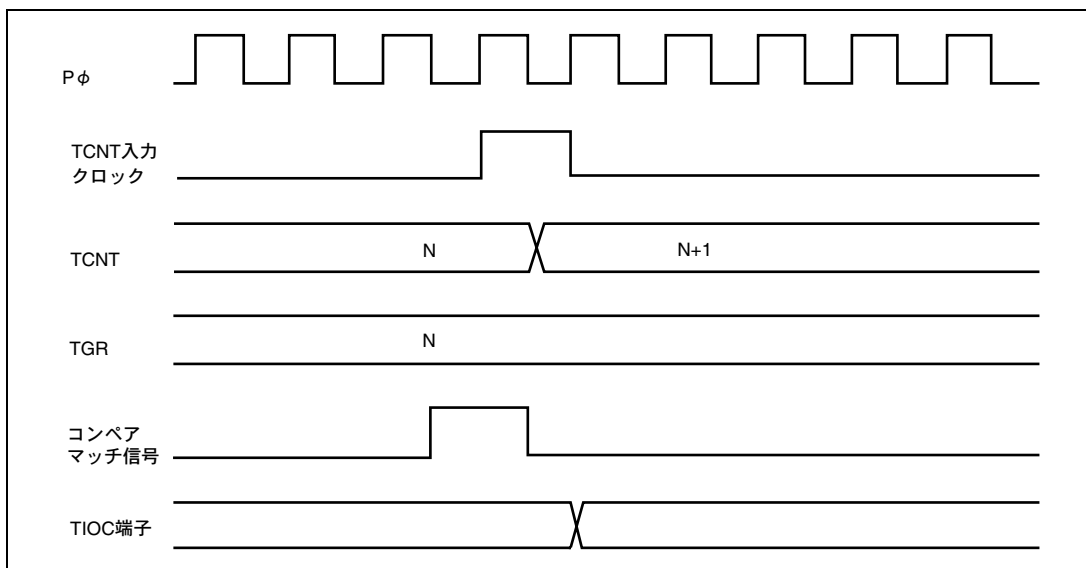 Pφ
TCNT入力
クロック
TCNT
N
N+1
TGR
N
コンペア
マッチ信号
TIOC端子